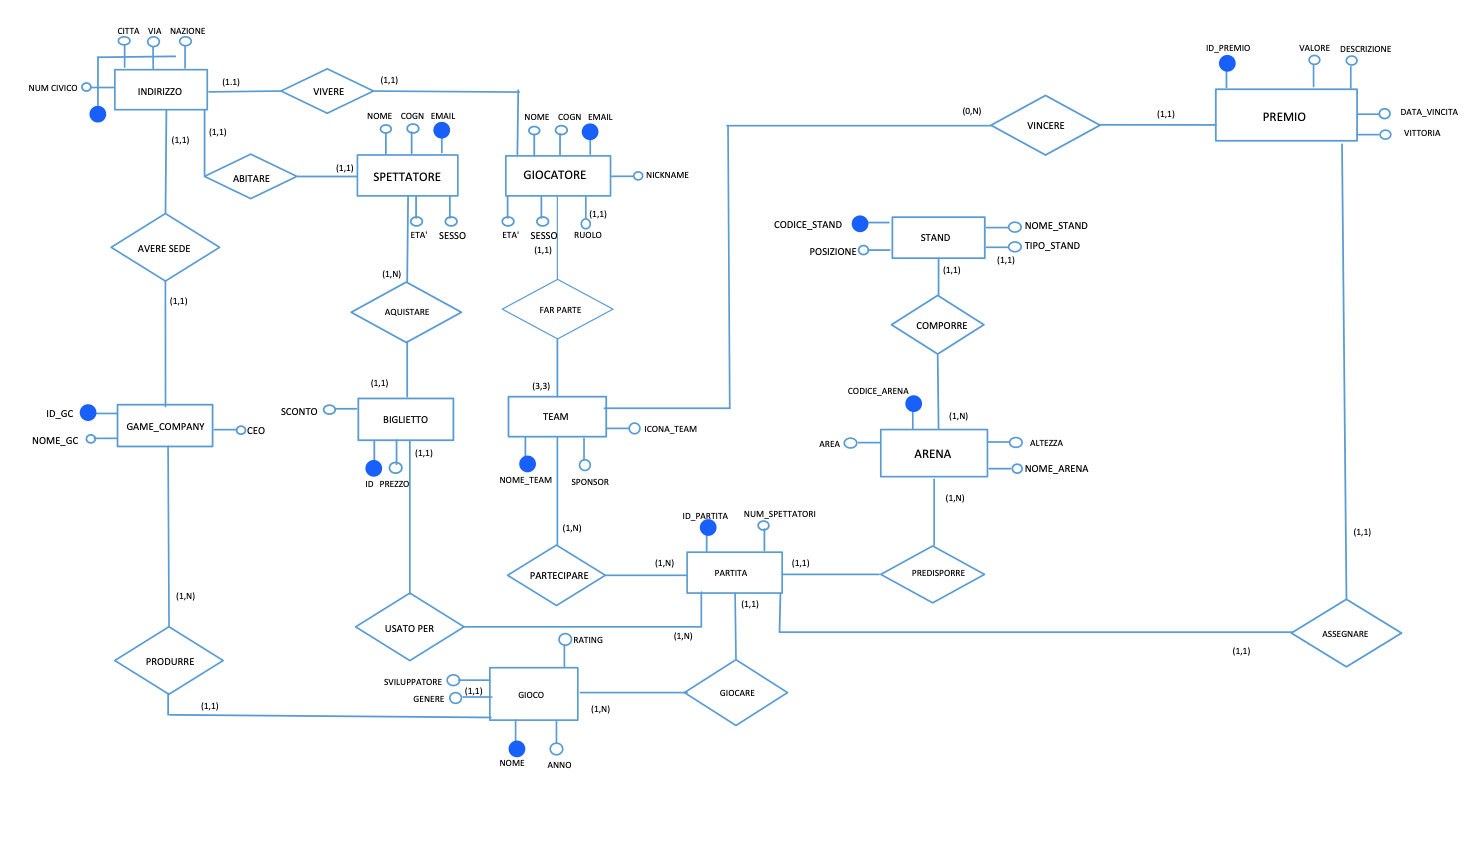 CITTA VIA NAZIONE
NUM CIVICO
INDIRIZZO
(1.1)
VIVERE
(1,1)
(1,1)
(1,1)
ABITARE
(1,1)
NOME COGN EMAIL
SPETTATORE
ETA' SESSO
NOME COGN EMAIL
GIOCATORE
NICKNAME
ETA' SESSO RUOLO
(1,1)
(1,1)
(0,N)
VINCERE
(1,1)
ID_PREMIO VALORE DESCRIZIONE
PREMIO
DATA_VINCITA
VITTORIA
CODICE_STAND
POSIZIONE
STAND
NOME_STAND
TIPO_STAND
(1,1)
(1,1)
AVERE SEDE
(1,1)
(1,N)
AQUISTARE
(1,1)
FAR PARTE
(3,3)
COMPORRE
(1,N)
ID_GC
NOME_GC
GAME_COMPANY
CEO
SCONTO
BIGLIETTO
ID PREZZO
(1,1)
TEAM
ICONA_TEAM
NOME_TEAM
SPONSOR
CODICE_ARENA
AREA
ARENA
ALTEZZA
NOME_ARENA
(1,N)
(1,N)
PARTECIPARE
(1,N)
ID_PARTITA NUM_SPETTATORI
PARTITA
(1,1)
PREDISPORRE
(1,1)
(1,1)
ASSEGNARE
(1,1)
(1,N)
PRODURRE
(1,1)
USATO PER
(1,N)
RATING
SVILUPPATORE
GENERE
(1,1)
GIOCO
(1,N)
GIOCARE
NOME
ANNO